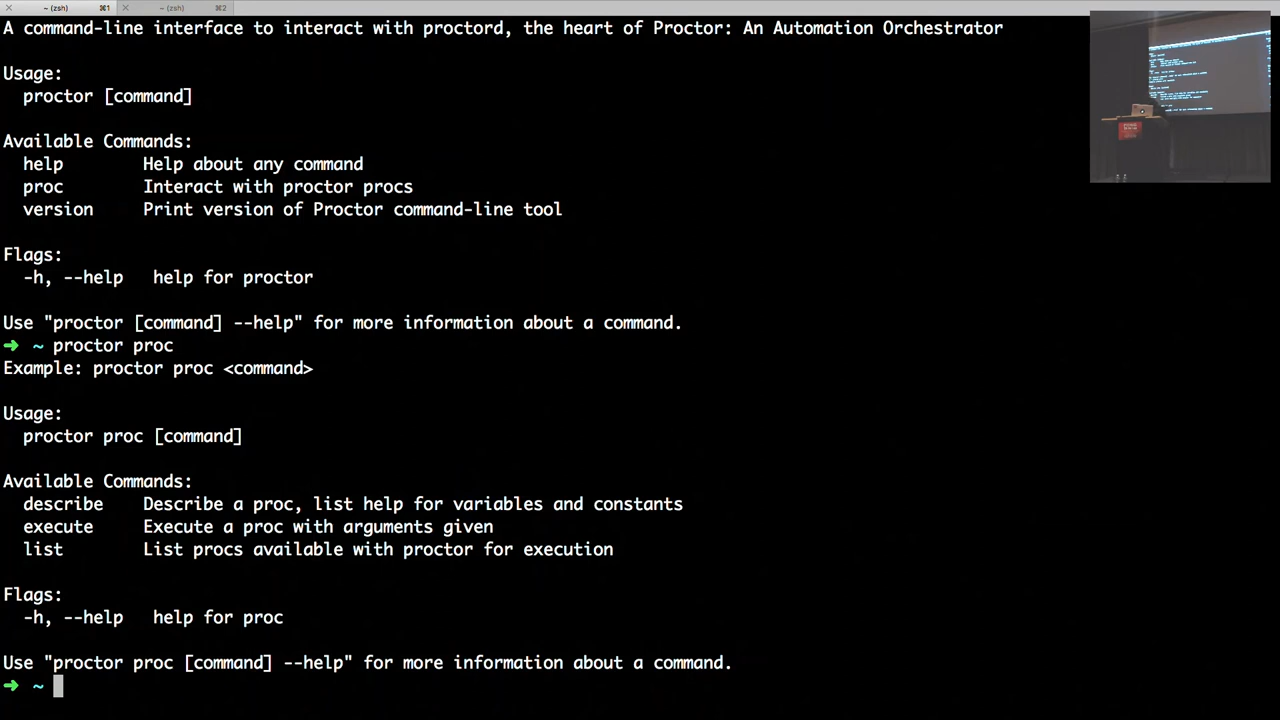 ~ (zsh) ⌘1 ~ (zsh) ⌘2
A command-line interface to interact with proctord, the heart of Proctor: An Automation Orchestrator
Usage:
proctor [command]
Available Commands:
help Help about any command
proc Interact with proctor procs
version Print version of Proctor command-line tool
Flags:
-h, --help help for proctor
Use "proctor [command] --help" for more information about a command.
➜ ~ proctor proc
Example: proctor proc <command>
Usage:
proctor proc [command]
Available Commands:
describe Describe a proc, list help for variables and constants
execute Execute a proc with arguments given
list List procs available with proctor for execution
Flags:
-h, --help help for proc
Use "proctor proc [command] --help" for more information about a command.
➜ ~